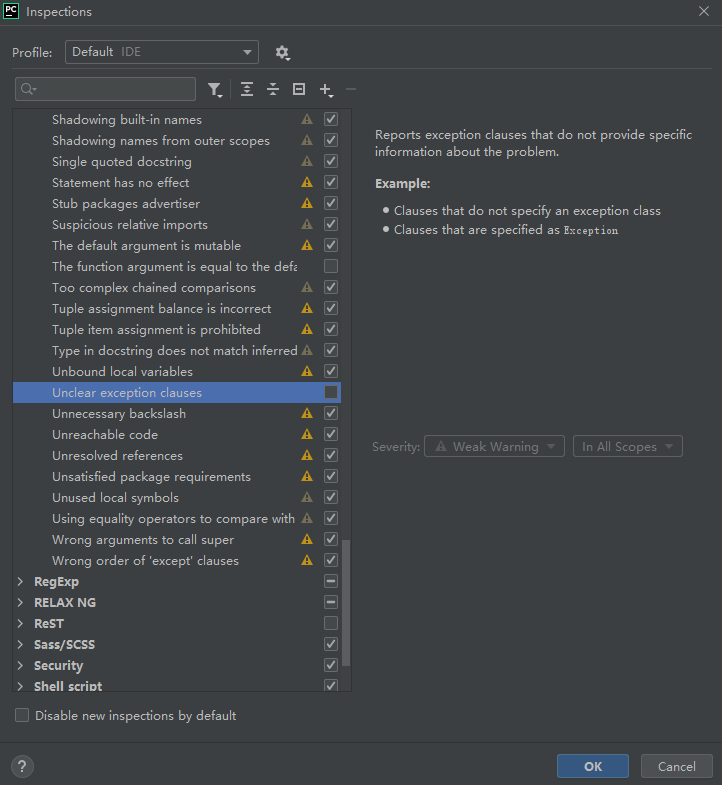 PC Inspections
Profile: Default IDE
Shadowing built-in names
Shadowing names from outer scopes
Single quoted docstring
Statement has no effect
Stub packages advertiser
Suspicious relative imports
The default argument is mutable
The function argument is equal to the defa
Too complex chained comparisons
Tuple assignment balance is incorrect
Tuple item assignment is prohibited
Type in docstring does not match inferred
Unbound local variables
Unclear exception clauses
Unnecessary backslash
Unreachable code
Unresolved references
Unsatisfied package requirements
Unused local symbols
Using equality operators to compare with
Wrong arguments to call super
Wrong order of 'except' clauses
RegExp
RELAX NG
ReST
Sass/SCSS
Security
Shell script
Reports exception clauses that do not provide specific
information about the problem.
Example:
Clauses that do not specify an exception class
Clauses that are specified as Exception
Severity: Weak Warning In All Scopes
Disable new inspections by default
? OK Cancel